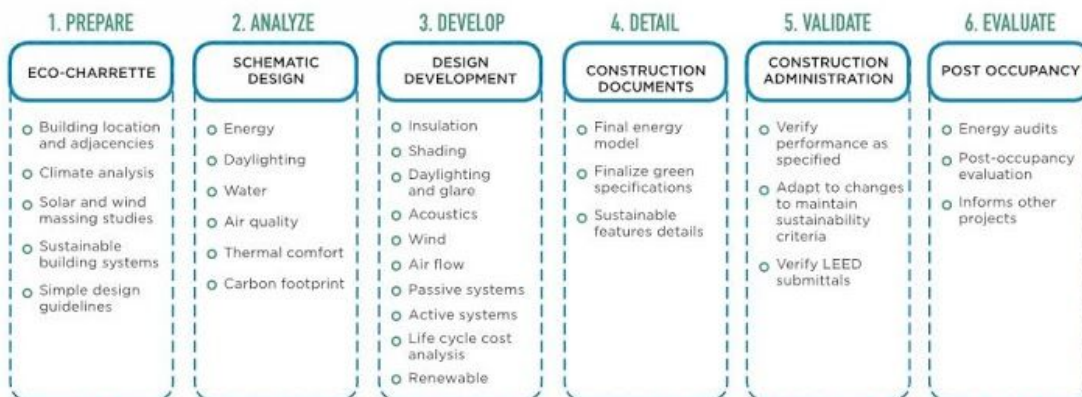 1. PREPARE
ECO-CHARRETTE
Building location
and adjacencies
Climate analysis
Solar and wind
massing studies
Sustainable
building systems
Simple design
guidelines
2. ANALYZE
SCHEMATIC
DESIGN
Energy
Daylighting
Water
Air quality
Thermal comfort
Carbon footprint
3. DEVELOP
DESIGN
DEVELOPMENT
Insulation
Shading
Daylighting
and glare
Acoustics
Wind
Air flow
Passive systems
Active systems
Life cycle cost
analysis
Renewable
4. DETAIL
CONSTRUCTION
DOCUMENTS
Final energy
model
Finalize green
specifications
Sustainable
features details
5. VALIDATE
CONSTRUCTION
ADMINISTRATION
Verify
performance as
specified
Adapt to changes
to maintain
sustainability
criteria
Verify LEED
submittals
6. EVALUATE
POST OCCUPANCY
Energy audits
Post-occupancy
evaluation
Informs other
projects